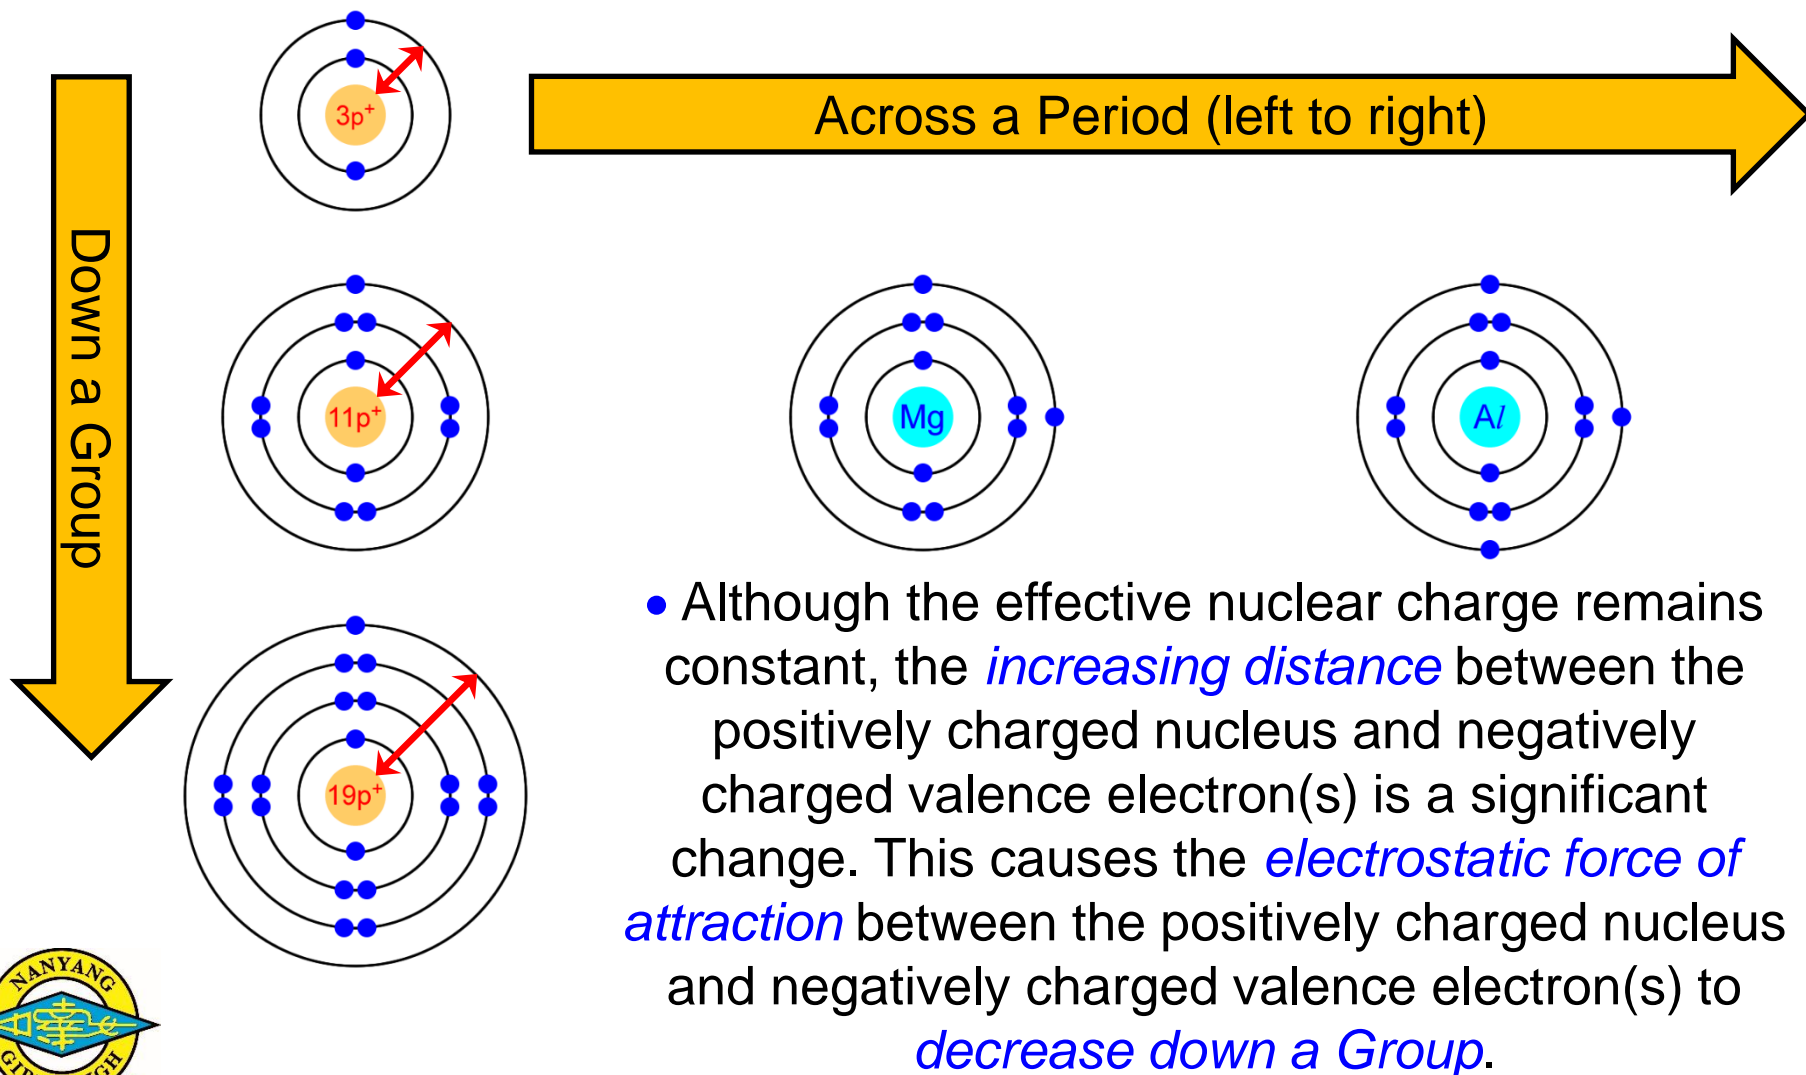 3p⁺
Across a Period (left to right)
Down a Group
11p⁺
Mg
Al
19p⁺
• Although the effective nuclear charge remains
constant, the increasing distance between the
positively charged nucleus and negatively
charged valence electron(s) is a significant
change. This causes the electrostatic force of
attraction between the positively charged nucleus
and negatively charged valence electron(s) to
decrease down a Group.
NANYANG